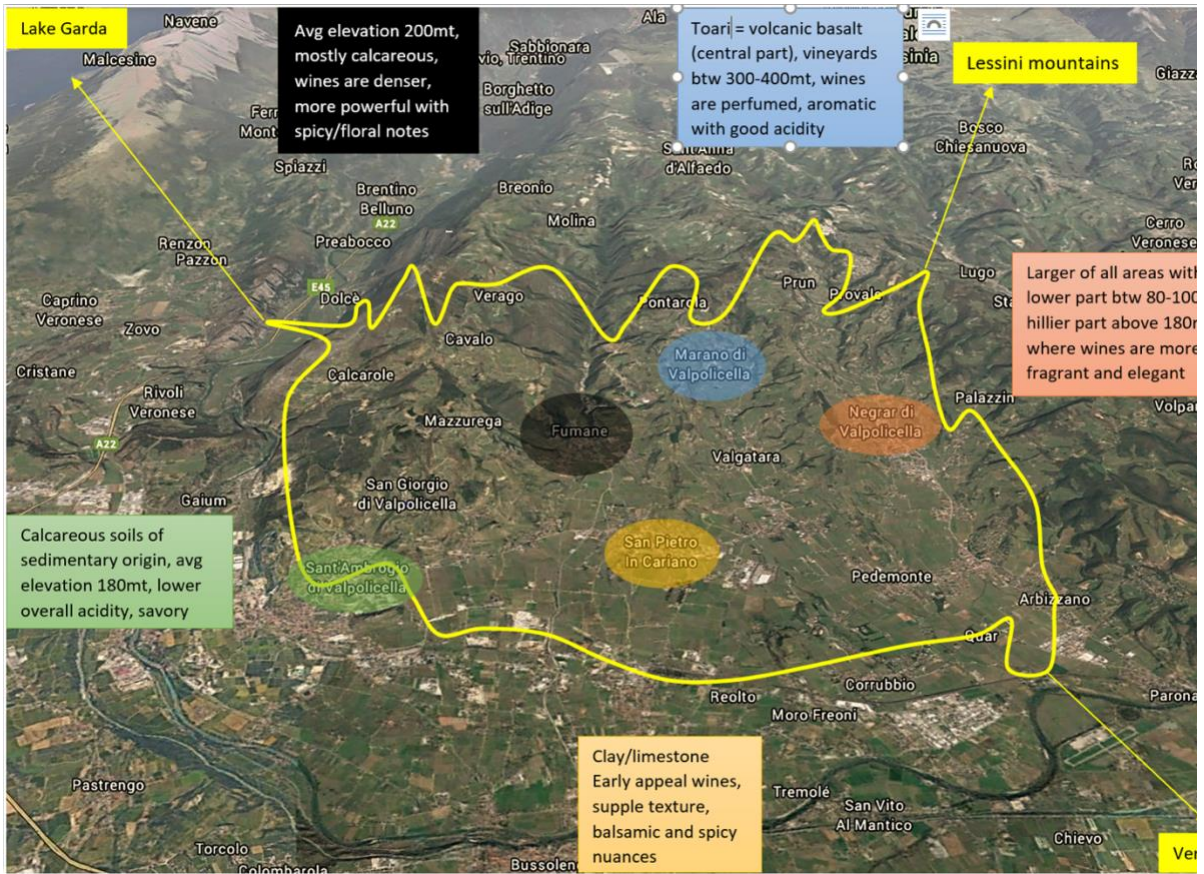 Lake Garda
Navene
Malcesine
Avg elevation 200mt,
mostly calcareous,
wines are denser,
more powerful with
spicy/floral notes
Sabbionara
vio, Trentino
Borghetto
sull'Adige
Ala
Toari = volcanic basalt
(central part), vineyards
btw 300-400mt, wines
are perfumed, aromatic
with good acidity
Sant'Anna
d'Alfaedo
sinia
Lessini mountains
Giazz
Bosco
Chiesanuova
Spiazzi
Brentino
Belluno
A22
Preabocco
Breonio
Molina
Cerro
Veronese
Pazzon
E45
Dolcè
Verago
Pontarola
Prun
Provale
Lugo
Larger of all areas with
lower part btw 80-100
hillier part above 180m
where wines are more
fragrant and elegant
Caprino
Veronese
Zovo
Cavalo
Marano di
Valpolicella
Cristane
Calcarole
Rivoli
Veronese
Mazzurega
Fumane
Negrar di
Valpolicella
Palazzin
Volpar
A22
Valgatara
San Giorgio
di Valpolicella
Gaium
Calcareous soils of
sedimentary origin, avg
elevation 180mt, lower
overall acidity, savory
Sant'Ambrogio
di Valpolicella
San Pietro
In Cariano
Pedemonte
Arbizzano
Quar
Reolto
Corrubbio
Parona
Moro Freoni
Clay/limestone
Early appeal wines,
supple texture,
balsamic and spicy
nuances
Pastrengo
Tremolé
San Vito
Al Mantico
Chievo
Torcolo
Colombarola
Bussolen
Ver